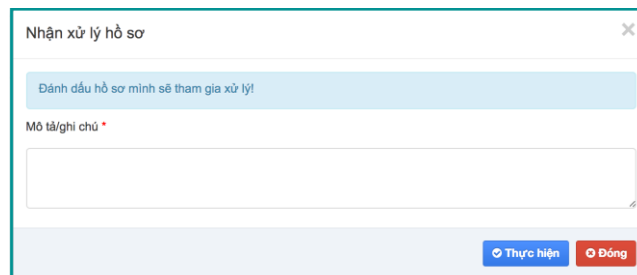 Nhận xử lý hồ sơ
Đánh dấu hồ sơ mình sẽ tham gia xử lý!
Mô tả/ghi chú *
Thực hiện
Đóng